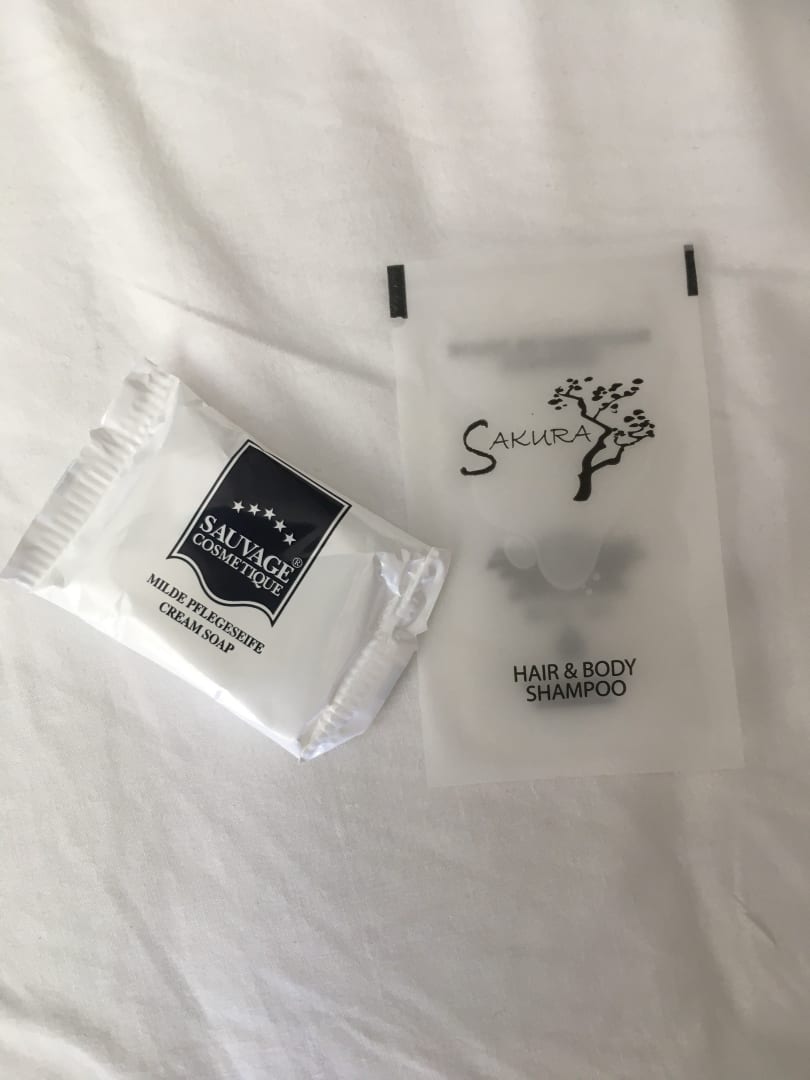 SAUVAGE®
COSMETIQUE
MILDE PFLEGESEIFE
CREAM SOAP
SAKURA
HAIR & BODY
SHAMPOO